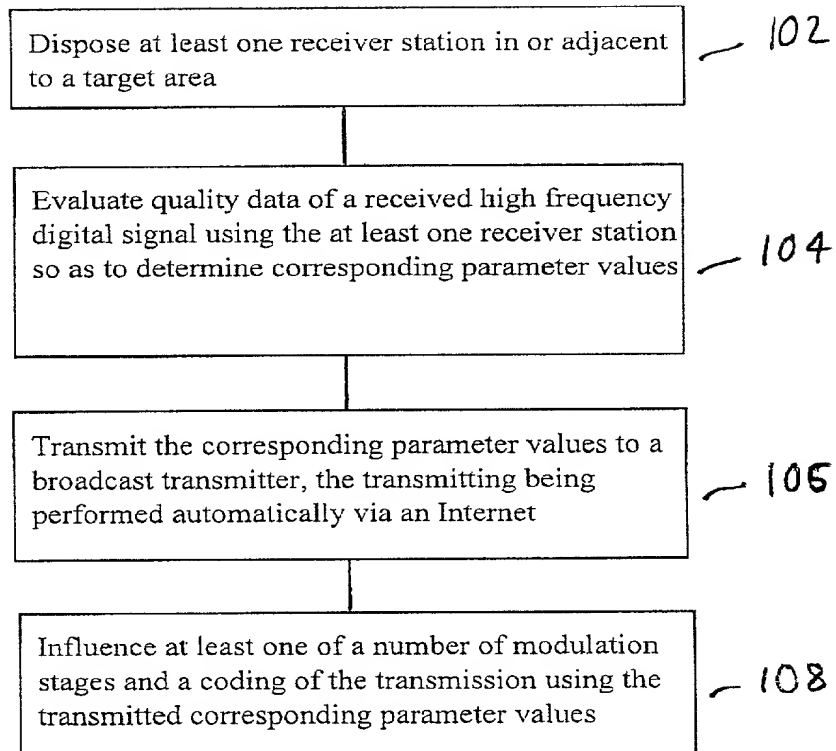 Dispose at least one receiver station in or adjacent
to a target area
102
Evaluate quality data of a received high frequency
digital signal using the at least one receiver station
so as to determine corresponding parameter values
104
Transmit the corresponding parameter values to a
broadcast transmitter, the transmitting being
performed automatically via an Internet
106
Influence at least one of a number of modulation
stages and a coding of the transmission using the
transmitted corresponding parameter values
108